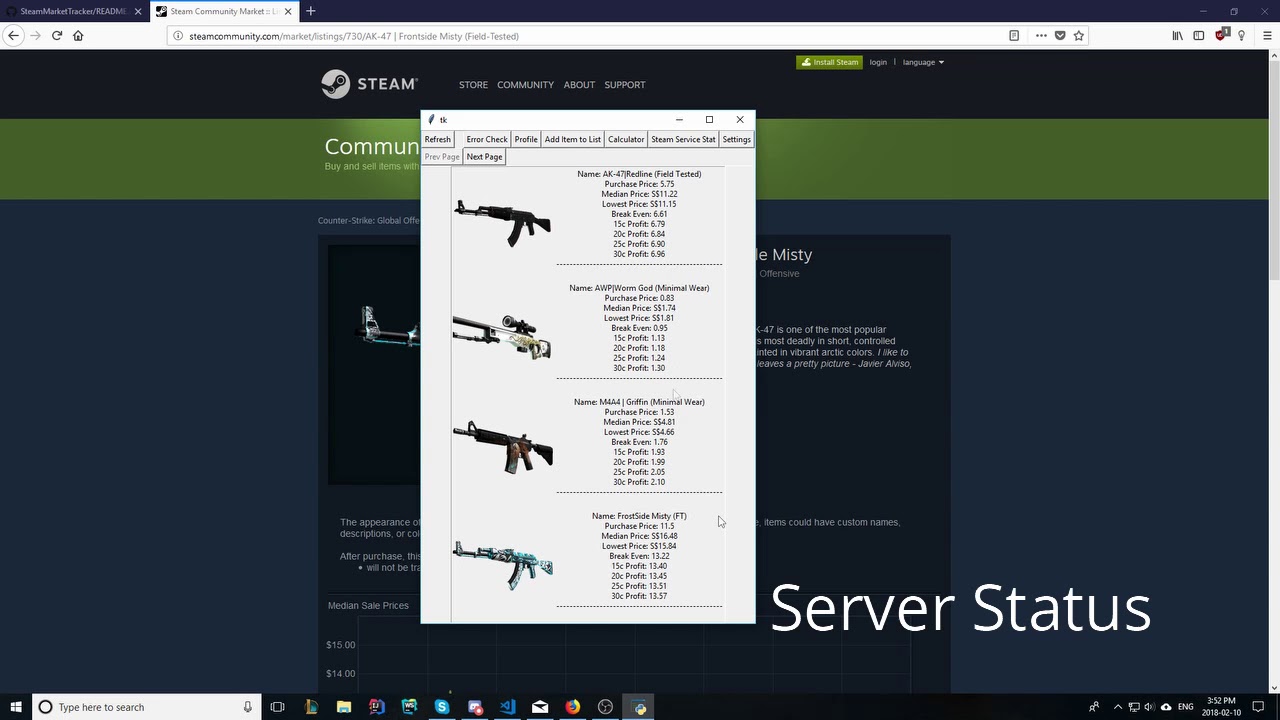 SteamMarketTracker/README
Steam Community Market :: Li
steamcommunity.com/market/listings/730/AK-47 | Frontside Misty (Field-Tested)
Install Steam
login
language
STEAM
STORE
COMMUNITY
ABOUT
SUPPORT
Commun
Buy and sell items with
Counter-Strike: Global Offe
tk
Refresh
Error Check
Profile
Add Item to List
Calculator
Steam Service Stat
Settings
Prev Page
Next Page
Name: AK-47|Redline (Field Tested)
Purchase Price: 5.75
Median Price: S$11.22
Lowest Price: S$11.15
Break Even: 6.61
15c Profit: 6.79
20c Profit: 6.84
25c Profit: 6.90
30c Profit: 6.96
Name: AWP|Worm God (Minimal Wear)
Purchase Price: 0.83
Median Price: S$1.74
Lowest Price: S$1.81
Break Even: 0.95
15c Profit: 1.13
20c Profit: 1.18
25c Profit: 1.24
30c Profit: 1.30
Name: M4A4 | Griffin (Minimal Wear)
Purchase Price: 1.53
Median Price: S$4.81
Lowest Price: S$4.66
Break Even: 1.76
15c Profit: 1.93
20c Profit: 1.99
25c Profit: 2.05
30c Profit: 2.10
Name: FrostSide Misty (FT)
Purchase Price: 11.5
Median Price: S$16.48
Lowest Price: S$15.84
Break Even: 13.22
15c Profit: 13.40
20c Profit: 13.45
25c Profit: 13.51
30c Profit: 13.57
de Misty
Offensive
K-47 is one of the most popular
s most deadly in short, controlled
inted in vibrant arctic colors. I like to
leaves a pretty picture - Javier Alviso,
The appearance of
e, items could have custom names,
descriptions, or col
After purchase, this
will not be tra
Median Sale Prices
$15.00
$14.00
Server Status
Type here to search
ENG
3:52 PM
2018-02-10